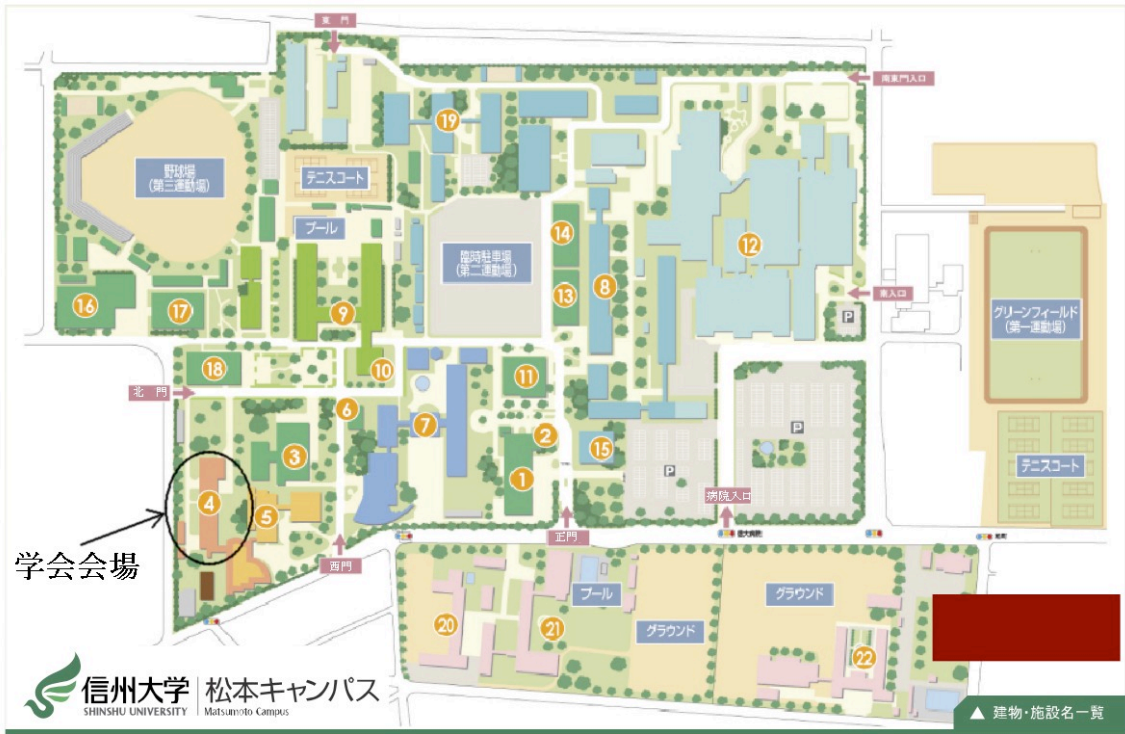 東 門
南東門入口
19
野球場
(第三運動場)
テニスコート
プール
臨時駐車場
(第二運動場)
14
12
8
13
16
17
9
東入口
P
グリーンフィールド
(第一運動場)
18
10
11
北 門
6
7
2
15
P
3
1
P
テニスコート
4
5
病院入口
学会会場
正門
西門
プール
グラウンド
20
21
グラウンド
22
信州大学
SHINSHU UNIVERSITY
松本キャンパス
Matsumoto Campus
▲ 建物・施設名一覧